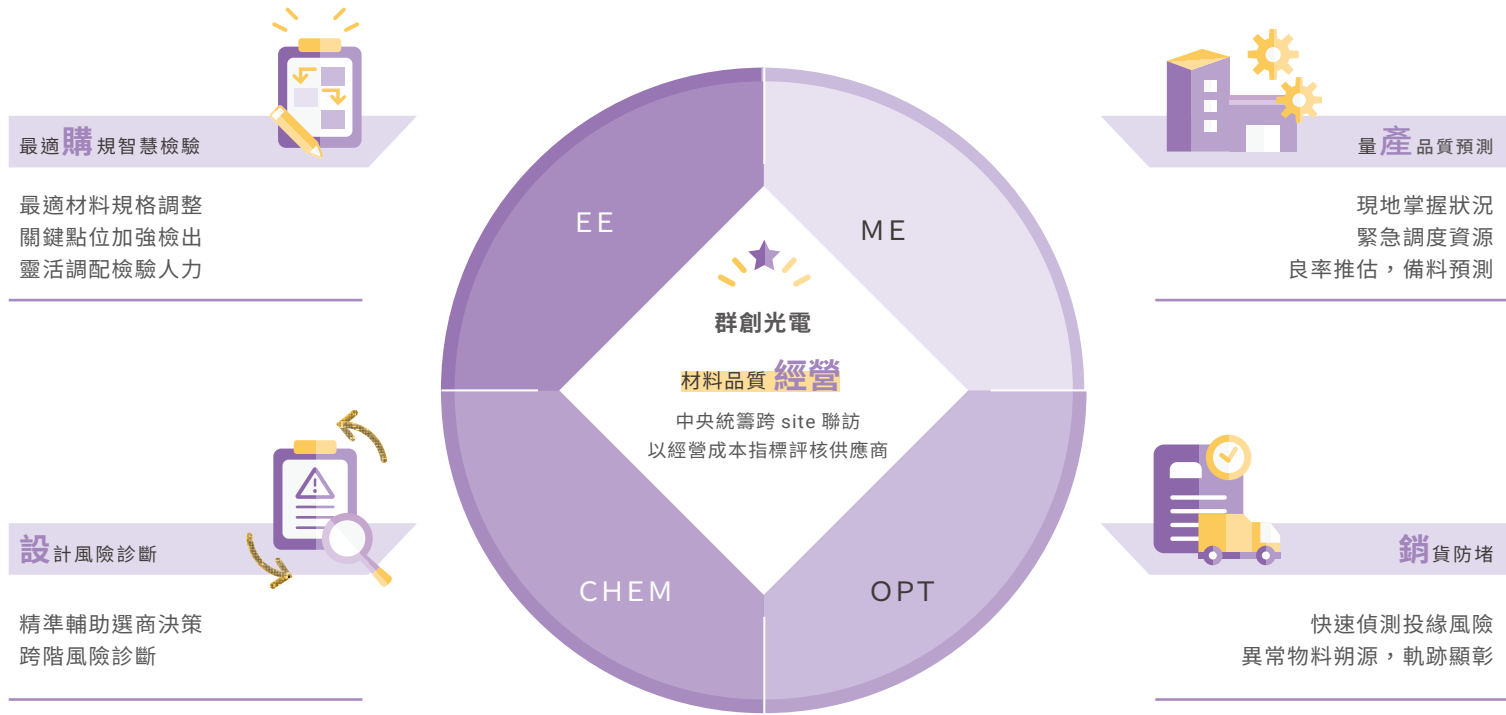 最適購規智慧檢驗
最適材料規格調整
關鍵點位加強檢出
靈活調配檢驗人力
量產品質預測
現地掌握狀況
緊急調度資源
良率推估，備料預測
EE
ME
群創光電
材料品質 經營
中央統籌跨 site 聯訪
以經營成本指標評核供應商
CHEM
OPT
設計風險診斷
精準輔助選商決策
跨階風險診斷
銷貨防堵
快速偵測投緣風險
異常物料朔源，軌跡顯彰